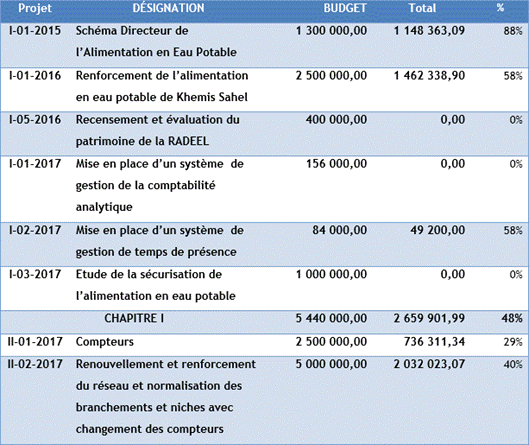 Projet DÉSIGNATION BUDGET Total %
I-01-2015 Schéma Directeur de 1 300 000,00 1 148 363,09 88%
l’Alimentation en Eau Potable
I-01-2016 Renforcement de l’alimentation 2 500 000,00 1 462 338,90 58%
en eau potable de Khemis Sahel
I-05-2016 Recensement et évaluation du 400 000,00 0,00 0%
patrimoine de la RADEEL
I-01-2017 Mise en place d’un système de 156 000,00 0,00 0%
gestion de la comptabilité
analytique
I-02-2017 Mise en place d’un système de 84 000,00 49 200,00 58%
gestion de temps de présence
I-03-2017 Etude de la sécurisation de 1 000 000,00 0,00 0%
l’alimentation en eau potable
CHAPITRE I 5 440 000,00 2 659 901,99 48%
II-01-2017 Compteurs 2 500 000,00 736 311,34 29%
II-02-2017 Renouvellement et renforcement 5 000 000,00 2 032 023,07 40%
du réseau et normalisation des
branchements et niches avec
changement des compteurs